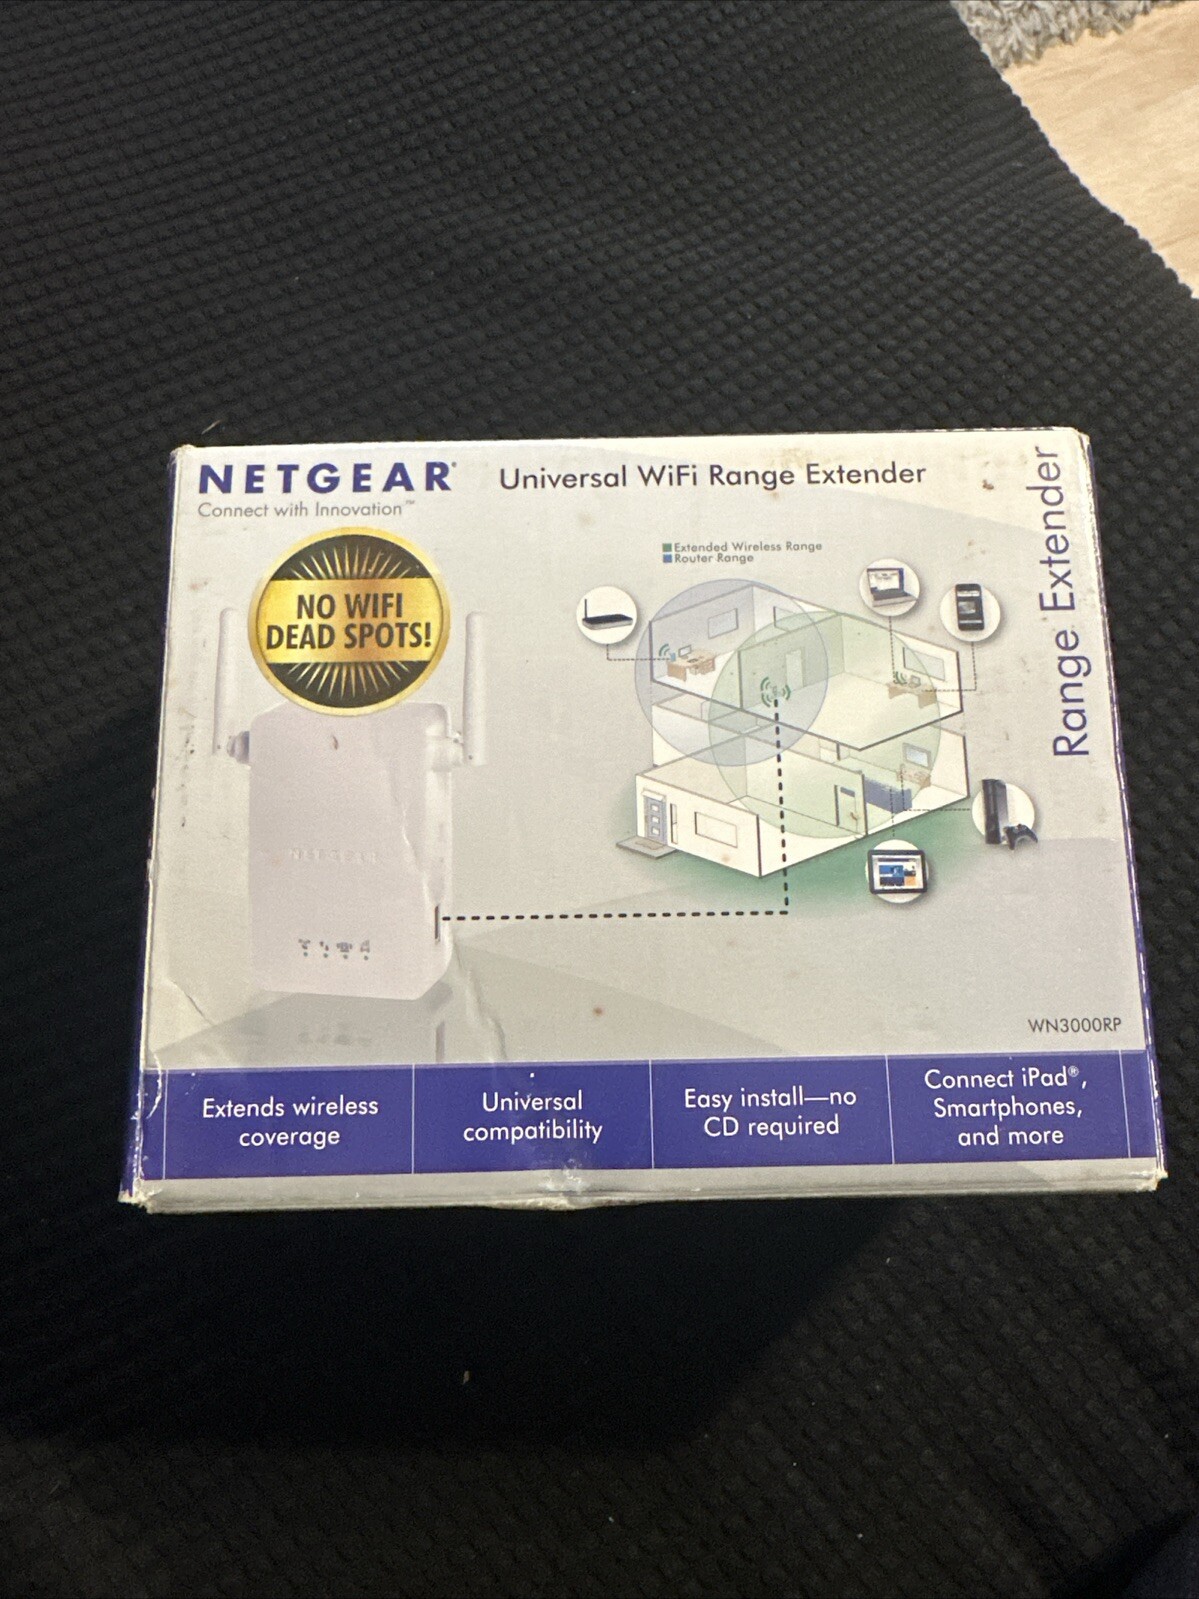 NETGEAR®
Connect with Innovation™
Universal WiFi Range Extender
Range Extender
NO WIFI
DEAD SPOTS!
Extended Wireless Range
Router Range
NETGEAR
WN3000RP
Extends wireless
coverage
Universal
compatibility
Easy install—no
CD required
Connect iPad®,
Smartphones,
and more